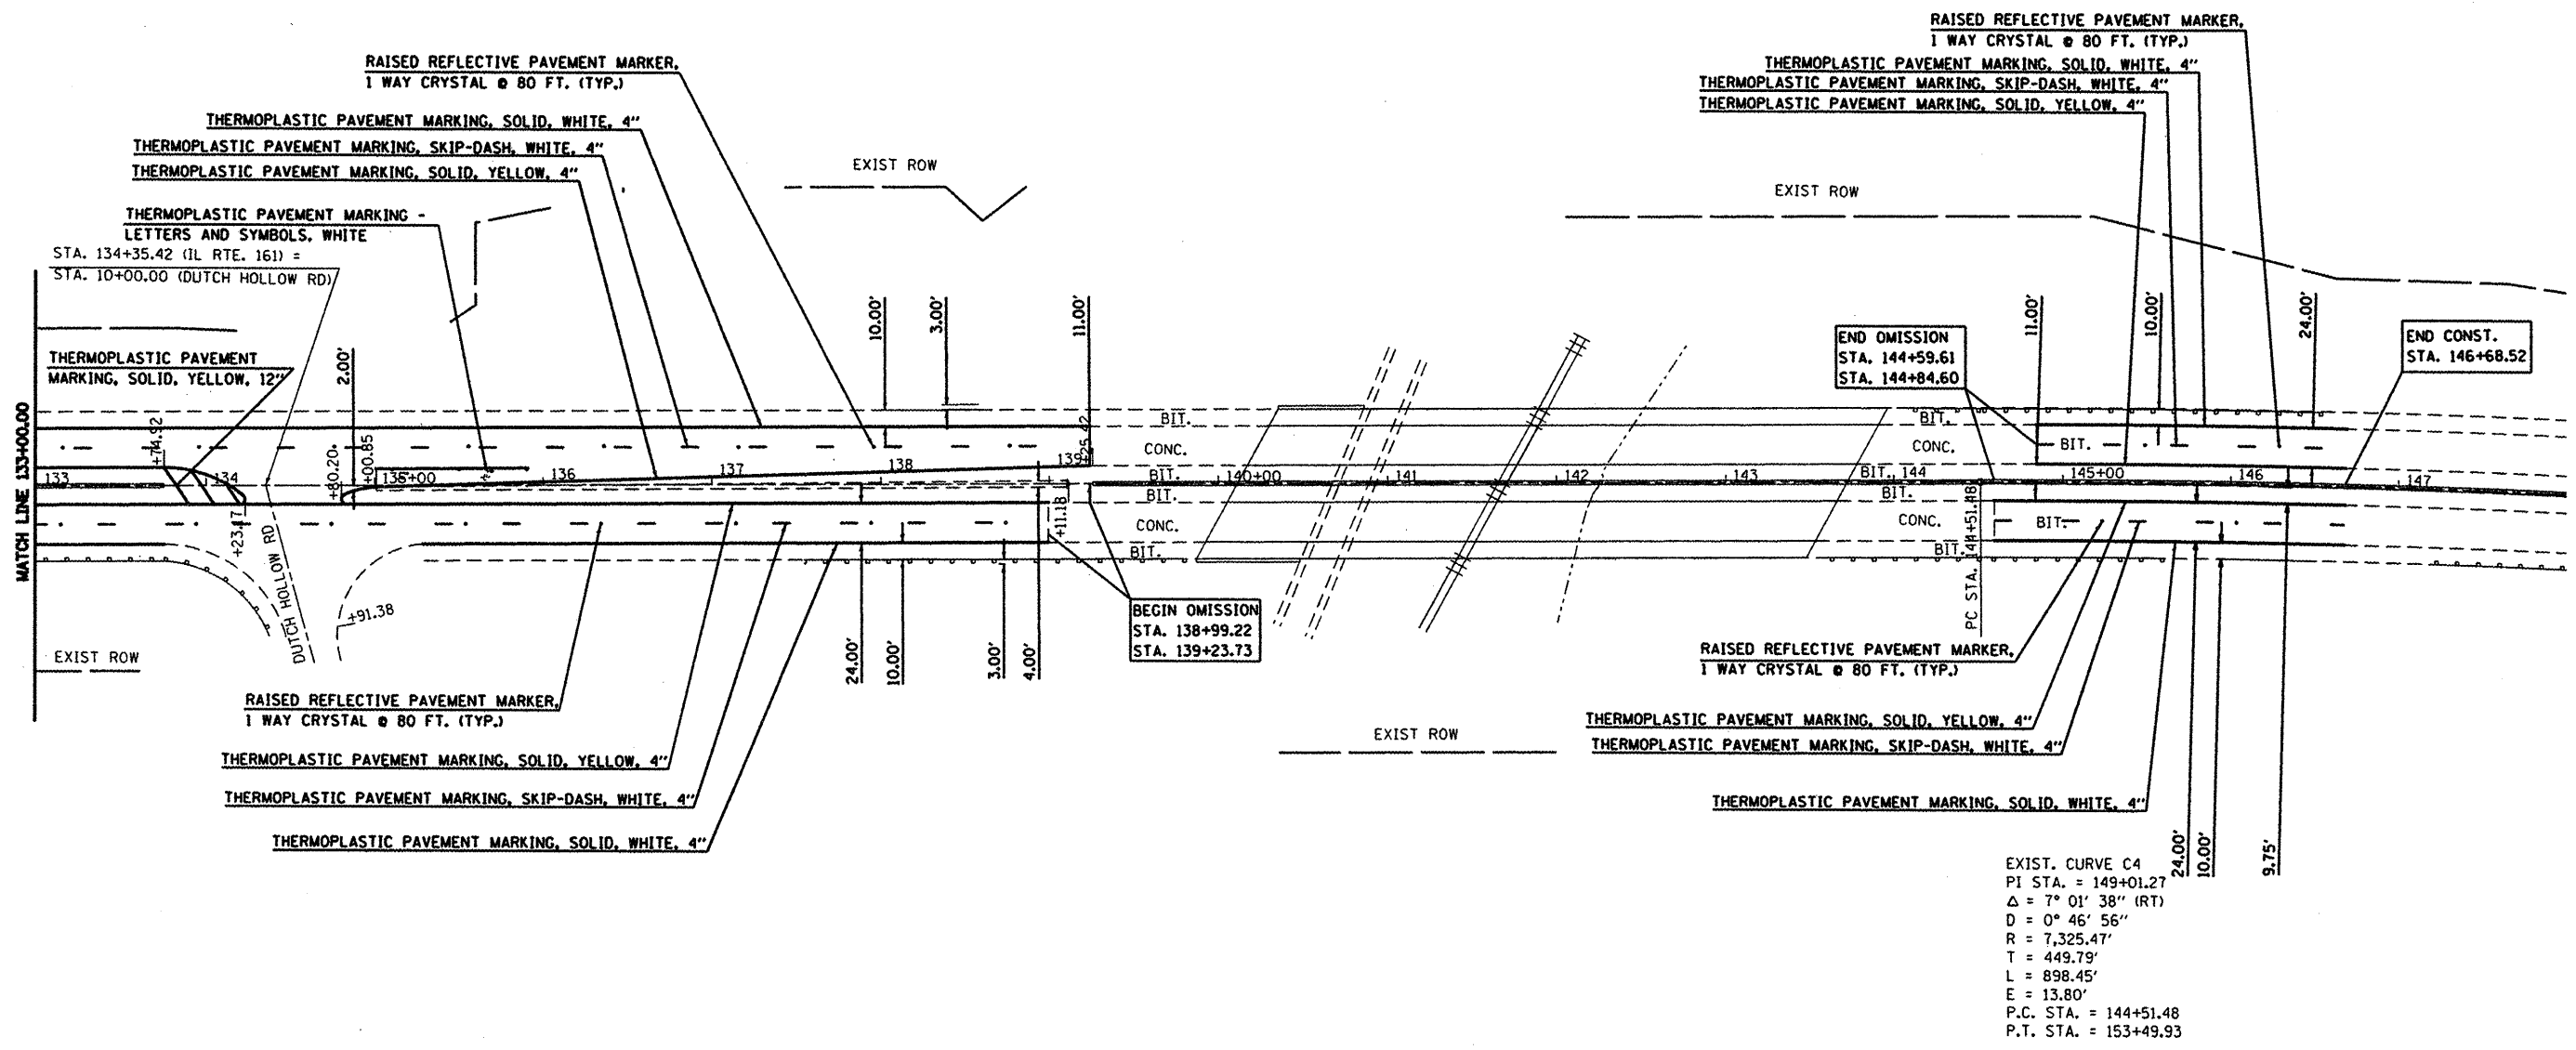 RAISED REFLECTIVE PAVEMENT MARKER,
1 WAY CRYSTAL @ 80 FT. (TYP.)
THERMOPLASTIC PAVEMENT MARKING, SOLID, WHITE, 4"
THERMOPLASTIC PAVEMENT MARKING, SKIP-DASH, WHITE, 4"
THERMOPLASTIC PAVEMENT MARKING, SOLID, YELLOW, 4"
THERMOPLASTIC PAVEMENT MARKING -
LETTERS AND SYMBOLS, WHITE
STA. 134+35.42 (IL RTE. 161) =
STA. 10+00.00 (DUTCH HOLLOW RD)
THERMOPLASTIC PAVEMENT
MARKING, SOLID, YELLOW, 12"
EXIST ROW
RAISED REFLECTIVE PAVEMENT MARKER,
1 WAY CRYSTAL @ 80 FT. (TYP.)
THERMOPLASTIC PAVEMENT MARKING, SOLID, WHITE, 4"
THERMOPLASTIC PAVEMENT MARKING, SKIP-DASH, WHITE, 4"
THERMOPLASTIC PAVEMENT MARKING, SOLID, YELLOW, 4"
EXIST ROW
2.00'
10.00'
3.00'
11.00'
11.00'
10.00'
24.00'
END OMISSION
STA. 144+59.61
STA. 144+84.60
END CONST.
STA. 146+68.52
MATCH LINE 133+00.00
+74.92
+23.17
+80.20
+00.85
+25.42
+11.18
+91.38
133
134
135+00
136
137
138
139
140+00
141
142
143
144
145+00
146
147
BIT.
CONC.
BIT.
BIT.
CONC.
BIT.
BIT.
CONC.
BIT.
BIT.
CONC.
BIT.
BIT.
BIT.
DUTCH HOLLOW RD
PC STA. 144+51.48
EXIST ROW
BEGIN OMISSION
STA. 138+99.22
STA. 139+23.73
24.00'
10.00'
3.00'
4.00'
RAISED REFLECTIVE PAVEMENT MARKER,
1 WAY CRYSTAL @ 80 FT. (TYP.)
THERMOPLASTIC PAVEMENT MARKING, SOLID, YELLOW, 4"
THERMOPLASTIC PAVEMENT MARKING, SKIP-DASH, WHITE, 4"
THERMOPLASTIC PAVEMENT MARKING, SOLID, WHITE, 4"
EXIST ROW
RAISED REFLECTIVE PAVEMENT MARKER,
1 WAY CRYSTAL @ 80 FT. (TYP.)
THERMOPLASTIC PAVEMENT MARKING, SOLID, YELLOW, 4"
THERMOPLASTIC PAVEMENT MARKING, SKIP-DASH, WHITE, 4"
THERMOPLASTIC PAVEMENT MARKING, SOLID, WHITE, 4"
24.00'
10.00'
9.75'
EXIST. CURVE C4
PI STA. = 149+01.27
Δ = 7° 01' 38" (RT)
D = 0° 46' 56"
R = 7,325.47'
T = 449.79'
L = 898.45'
E = 13.80'
P.C. STA. = 144+51.48
P.T. STA. = 153+49.93